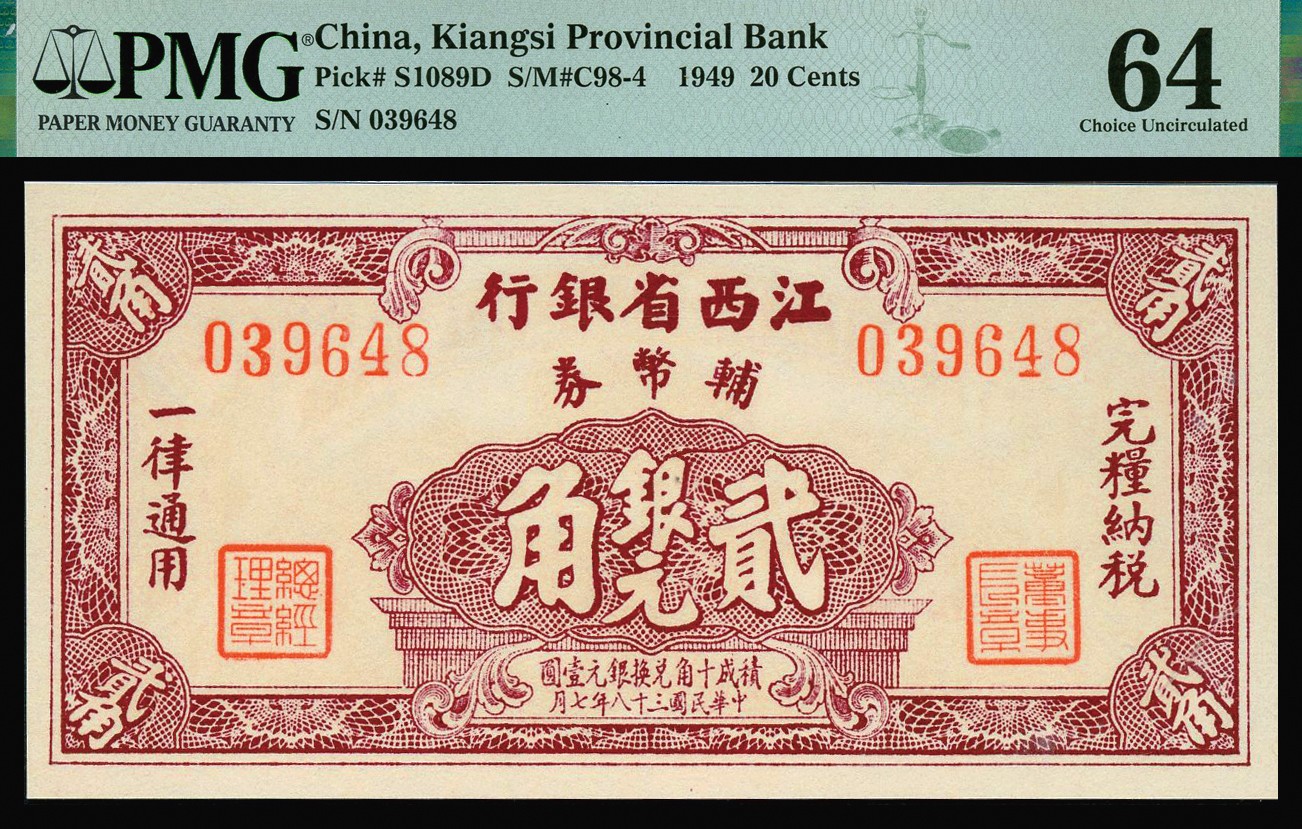 PMG®
PAPER MONEY GUARANTY
China, Kiangsi Provincial Bank
Pick# S1089D S/M#C98-4 1949 20 Cents
S/N 039648
64
Choice Uncirculated
貳角
貳角
江西省銀行
039648
039648
輔幣券
完糧納税
一律通用
貳銀元角
董事長章
總經理章
積成十角兌換銀元壹圓
中華民國三十八年七月
貳角
貳角